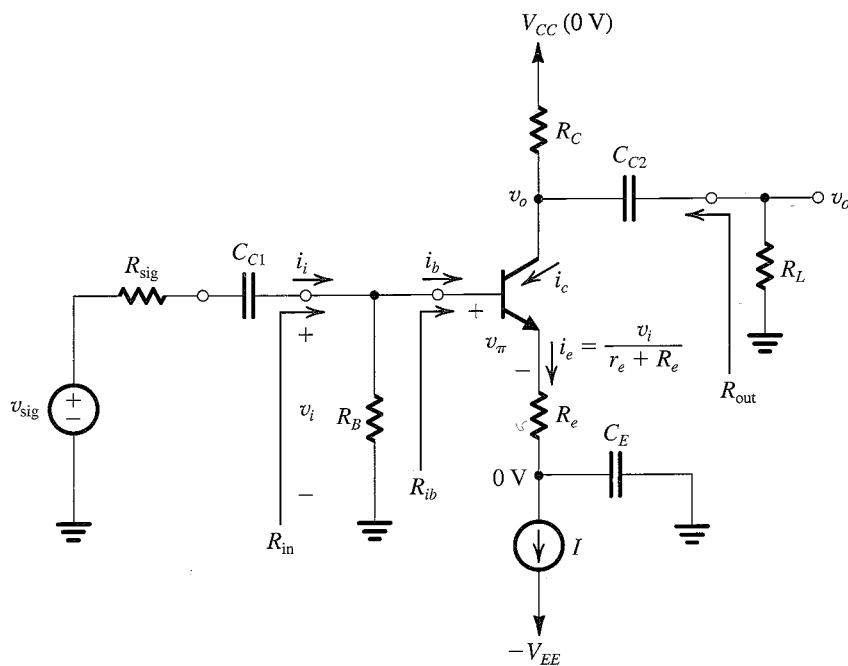 V_CC (0 V)
R_C
C_C2
v_o
v_o
R_sig
C_C1
i_i
i_b
i_c
R_L
+
+
v_π
−
i_e = v_i / (r_e + R_e)
R_out
v_sig
+
−
v_i
R_B
R_e
C_E
−
R_ib
0 V
R_in
I
−V_EE